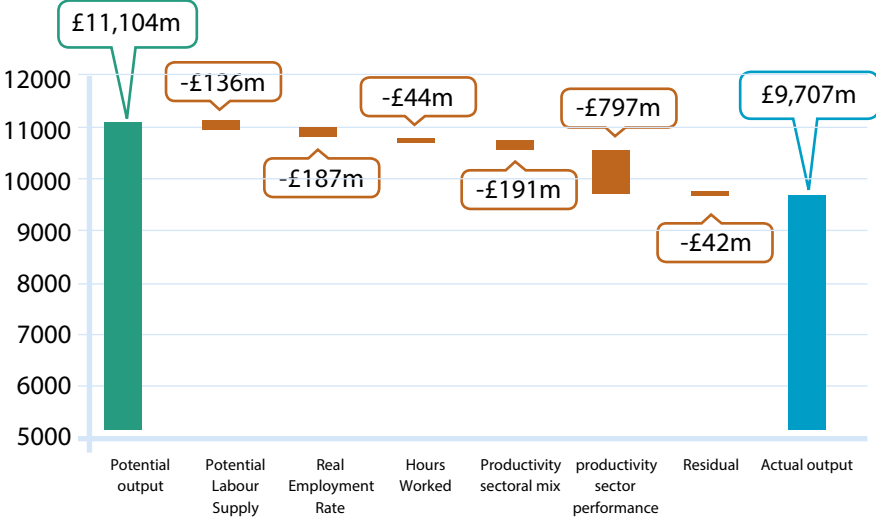 £11,104m
-£136m
-£44m
-£797m
£9,707m
-£187m
-£191m
-£42m
12000
11000
10000
9000
8000
7000
6000
5000
Potential
output
Potential
Labour
Supply
Real
Employment
Rate
Hours
Worked
Productivity
sectoral mix
productivity
sector
performance
Residual
Actual output